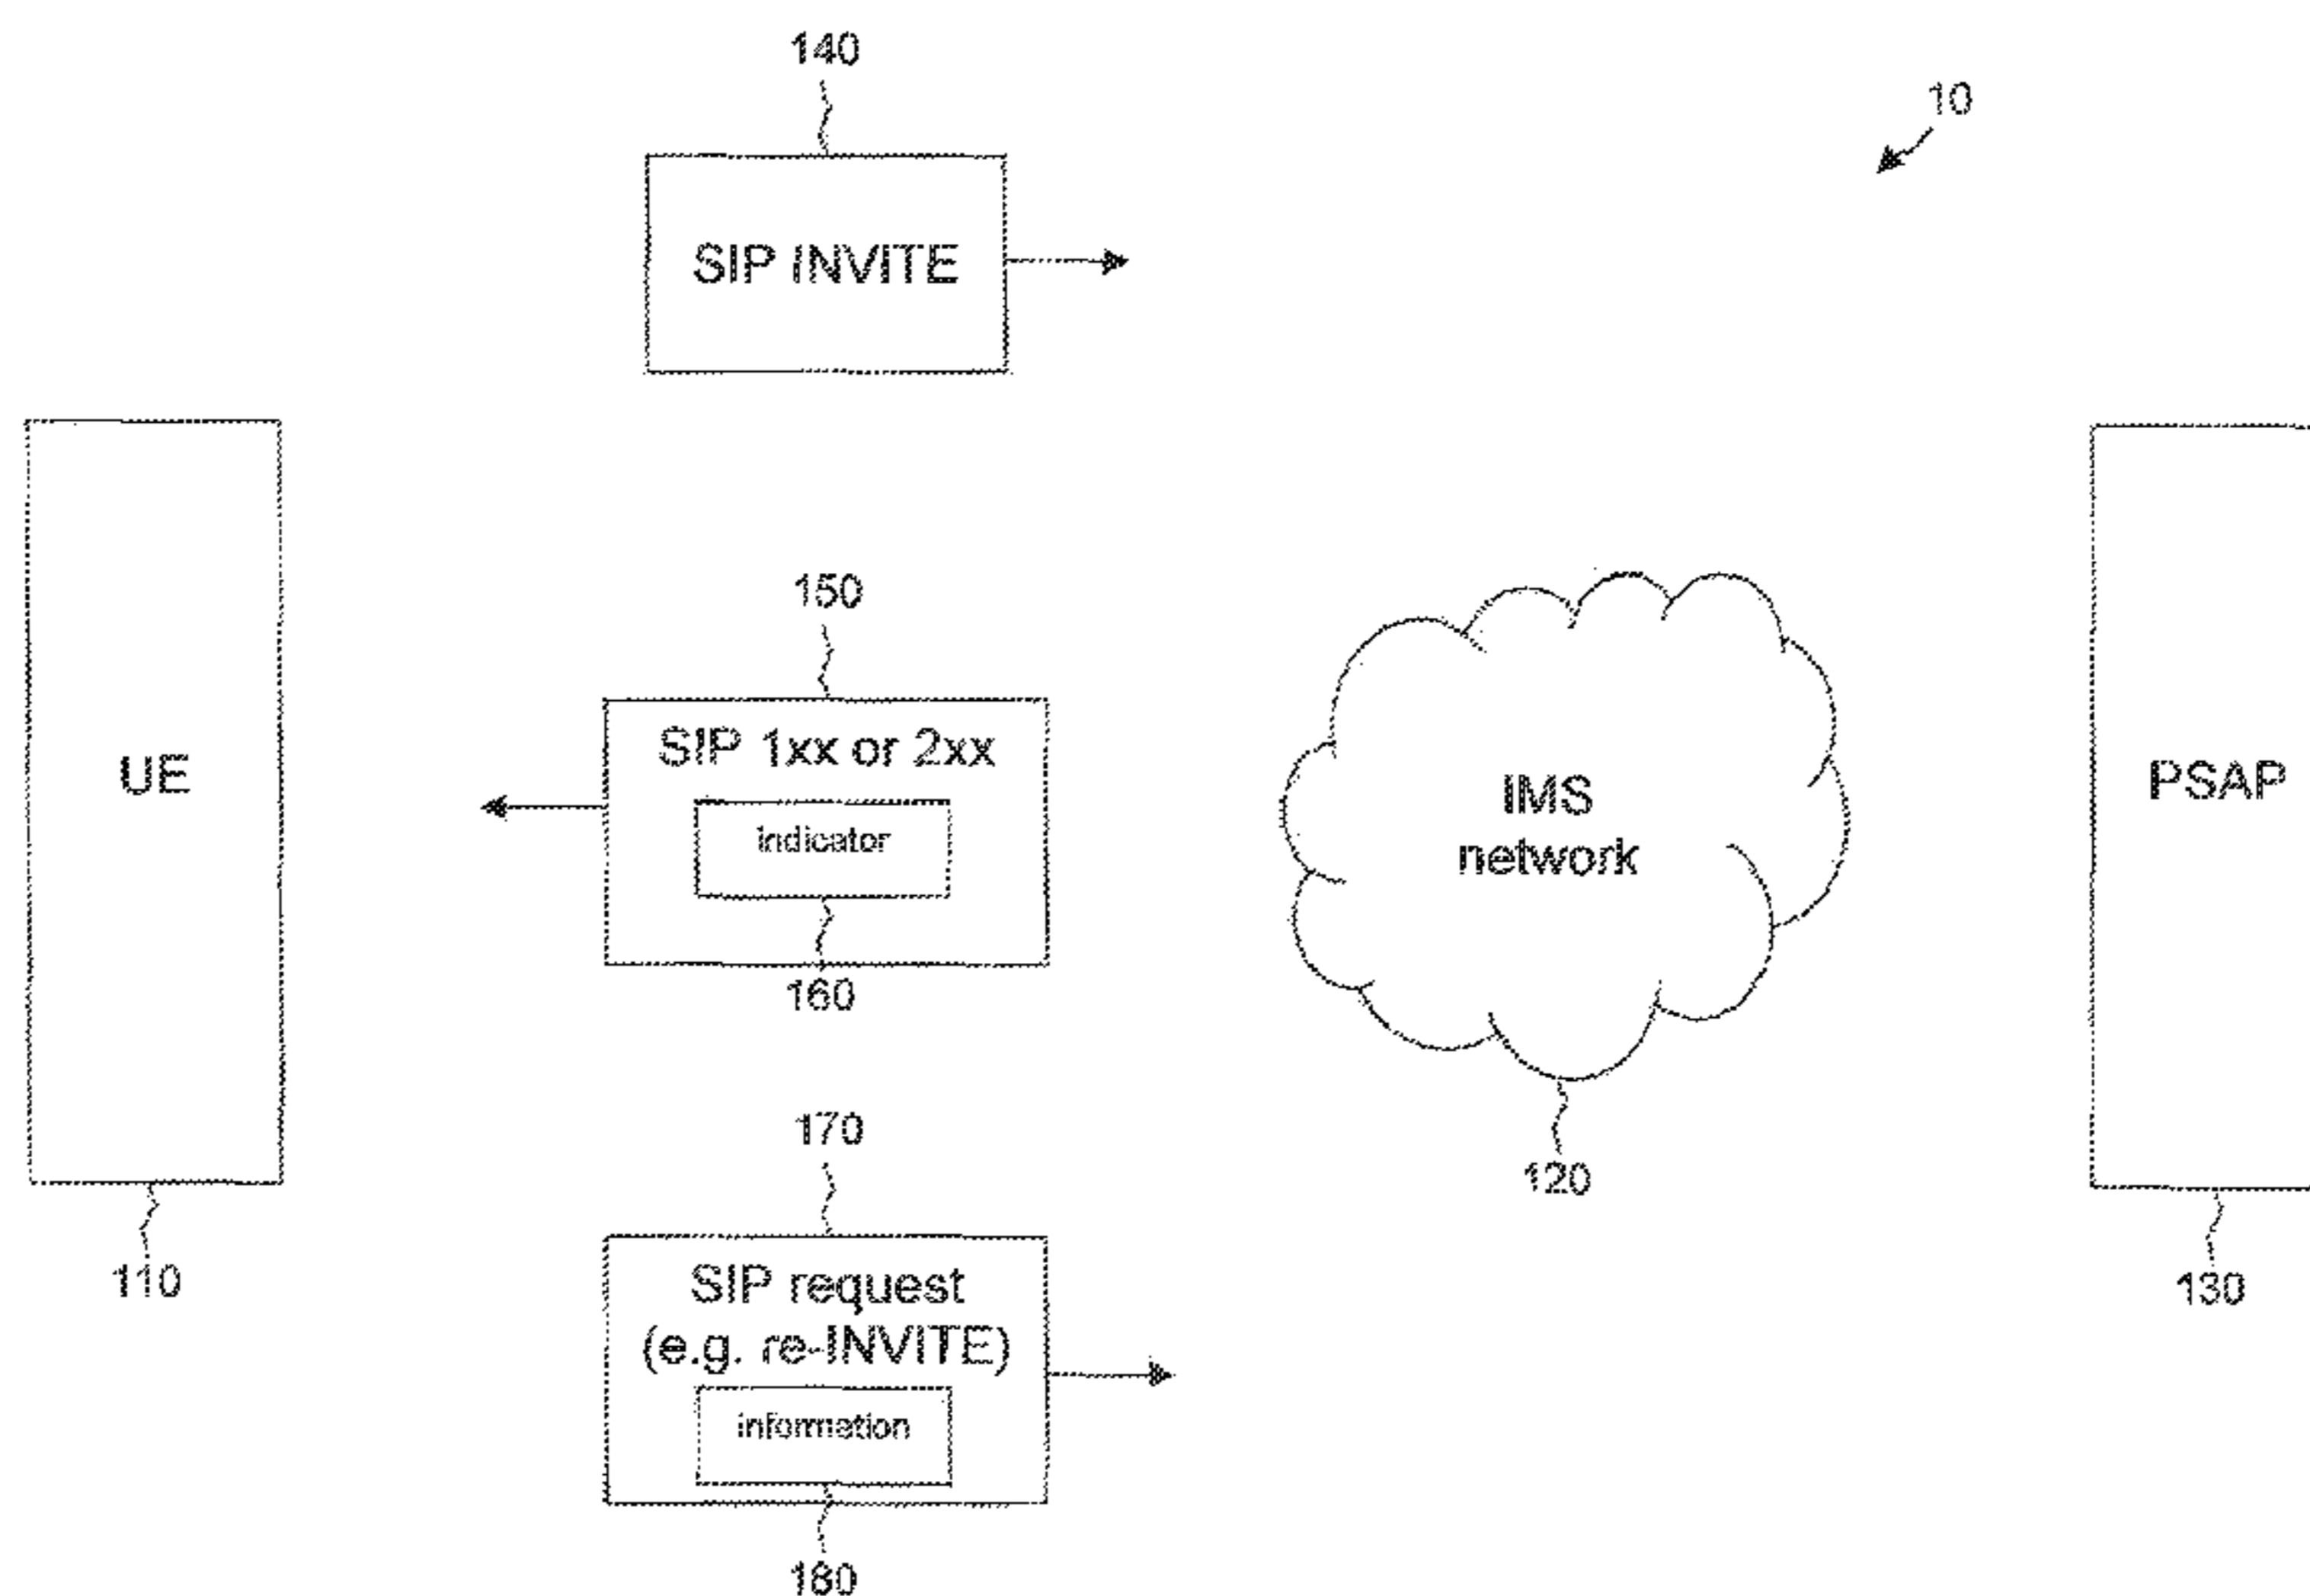 140
10
SIP INVITE
150
UE
SIP 1xx or 2xx
indicator
160
IMS
network
PSAP
170
120
110
SIP request
(e.g. re-INVITE)
information
130
180